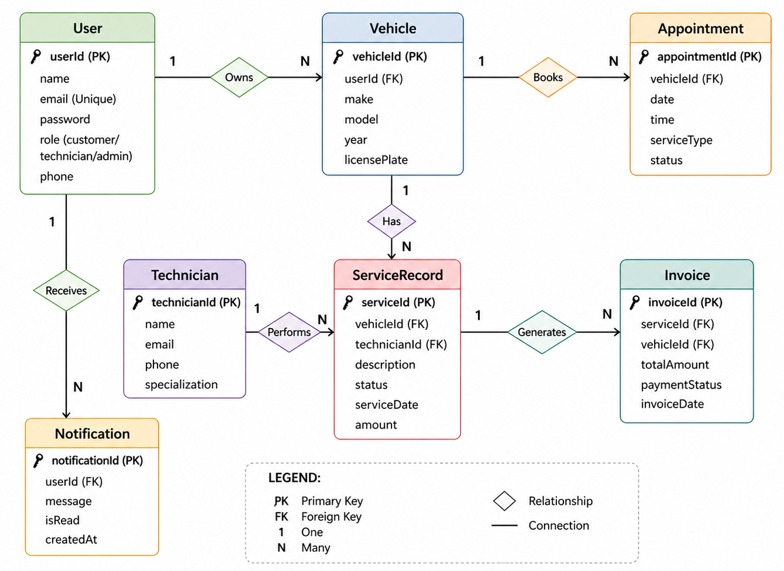 User
userId (PK)
name
email (Unique)
password
role (customer/
technician/admin)
phone
1
Owns
N
Vehicle
vehicleId (PK)
userId (FK)
make
model
year
licensePlate
1
Books
N
Appointment
appointmentId (PK)
vehicleId (FK)
date
time
serviceType
status
1
Receives
N
1
Has
N
Technician
technicianId (PK)
name
email
phone
specialization
1
Performs
N
ServiceRecord
serviceId (PK)
vehicleId (FK)
technicianId (FK)
description
status
serviceDate
amount
1
Generates
N
Invoice
invoiceId (PK)
serviceId (FK)
vehicleId (FK)
totalAmount
paymentStatus
invoiceDate
Notification
notificationId (PK)
userId (FK)
message
isRead
createdAt
LEGEND:
PK Primary Key
FK Foreign Key
1 One
N Many
Relationship
Connection